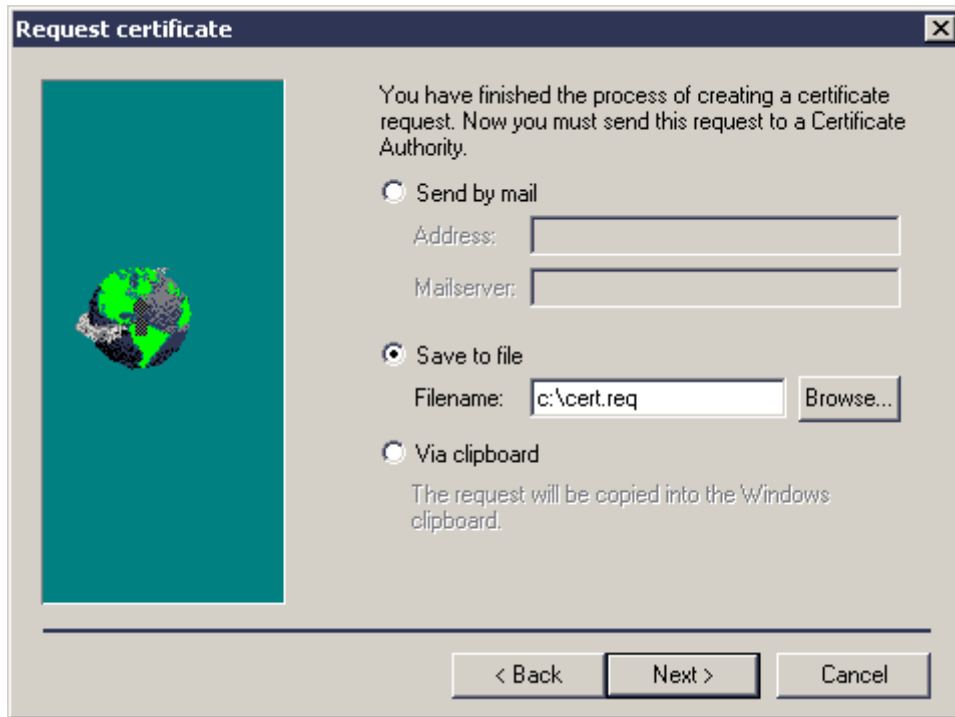 Request certificate
You have finished the process of creating a certificate
request. Now you must send this request to a Certificate
Authority.
Send by mail
Address:
Mailserver:
Save to file
Filename: c:\cert.req Browse...
Via clipboard
The request will be copied into the Windows
clipboard.
< Back Next > Cancel